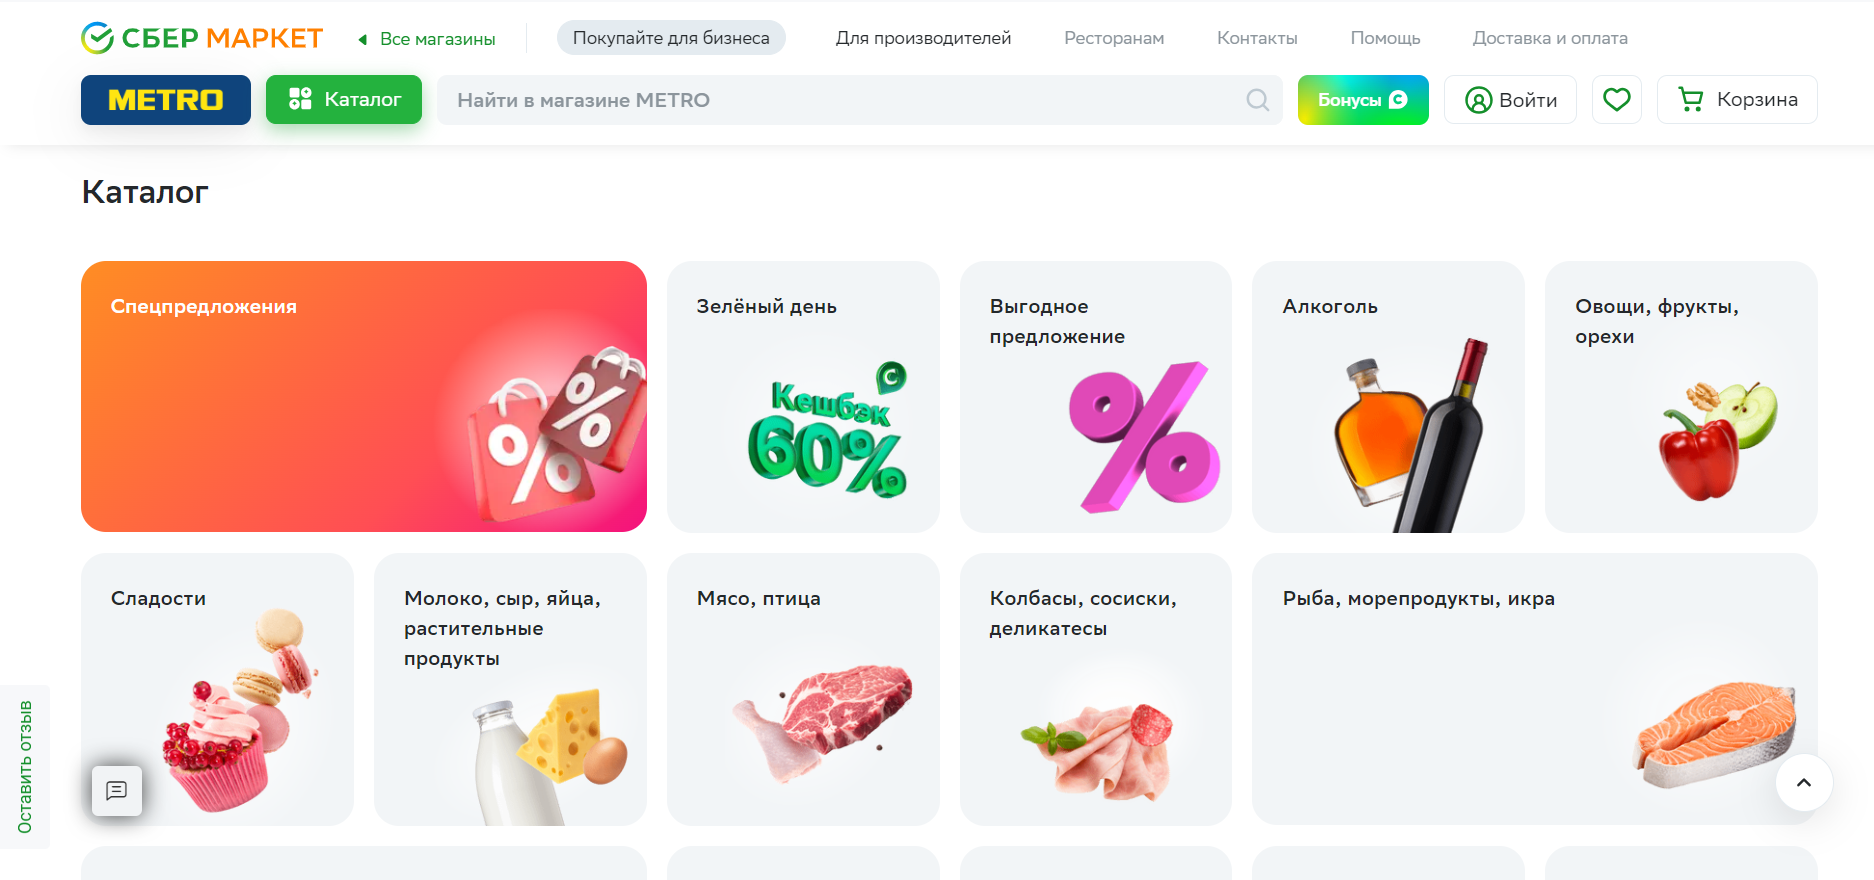 СБЕР МАРКЕТ
Все магазины
Покупайте для бизнеса
Для производителей
Ресторанам
Контакты
Помощь
Доставка и оплата
METRO
Каталог
Найти в магазине METRO
Бонусы
Войти
Корзина
Каталог
Спецпредложения
Зелёный день
Кешбэк
60%
Выгодное
предложение
%
Алкоголь
Овощи, фрукты,
орехи
Сладости
Молоко, сыр, яйца,
растительные
продукты
Мясо, птица
Колбасы, сосиски,
деликатесы
Рыба, морепродукты, икра
Оставить отзыв